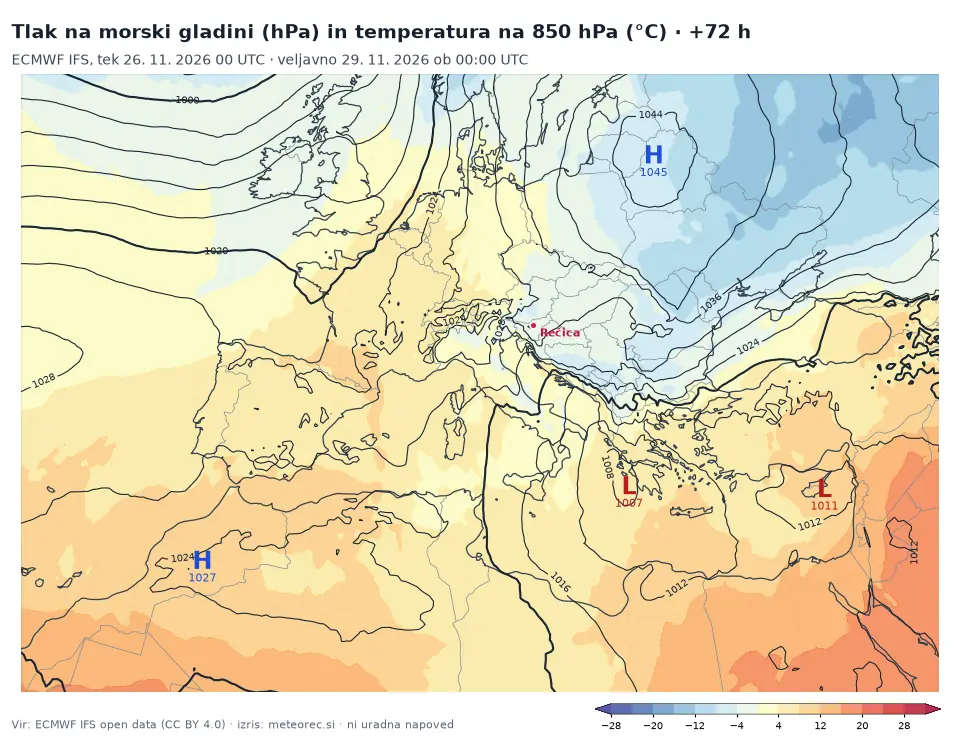 Tlak na morski gladini (hPa) in temperatura na 850 hPa (°C) · +72 h
ECMWF IFS, tek 26. 11. 2026 00 UTC · veljavno 29. 11. 2026 ob 00:00 UTC
1000
1044
H
1045
1024
1020
1036
1028
1028
Rečica
1024
1028
1008
L
1007
L
1011
1012
1024
H
1027
1012
1016
1012
Vir: ECMWF IFS open data (CC BY 4.0) · izris: meteorec.si · ni uradna napoved
−28 −20 −12 −4 4 12 20 28